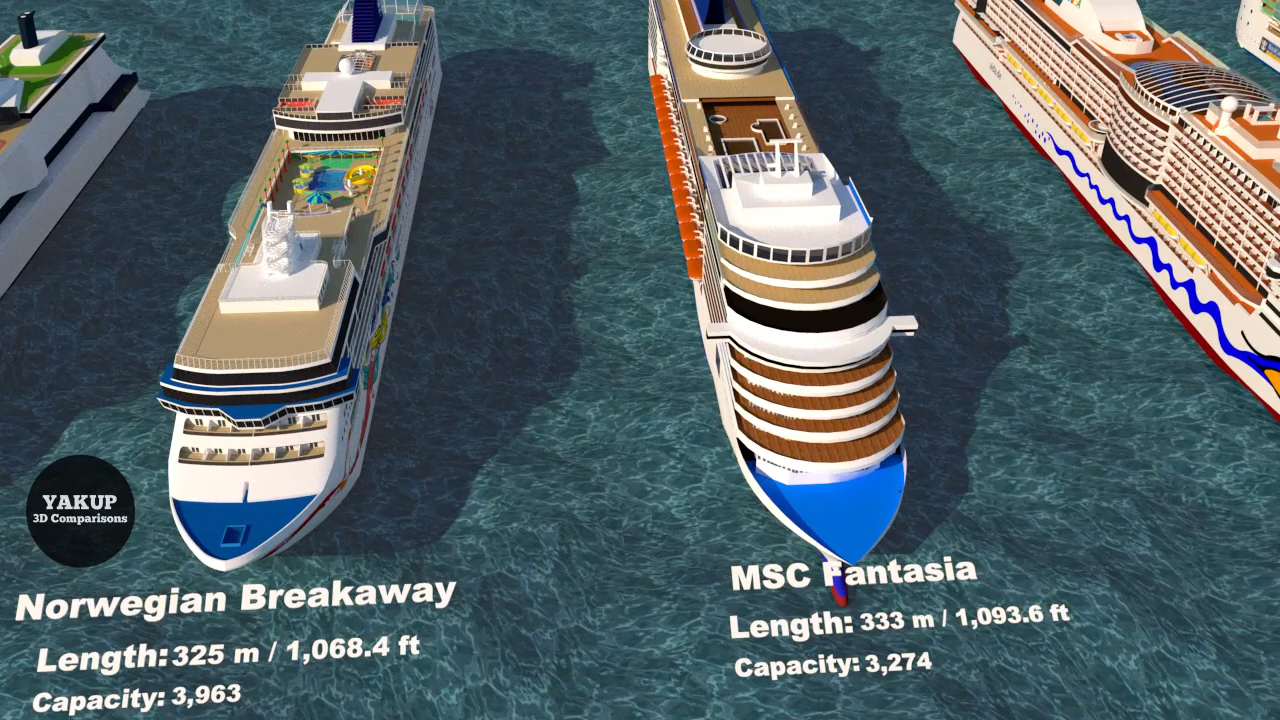 YAKUP
3D Comparisons
Norwegian Breakaway
Length: 325 m / 1,068.4 ft
Capacity: 3,963
MSC Fantasia
Length: 333 m / 1,093.6 ft
Capacity: 3,274